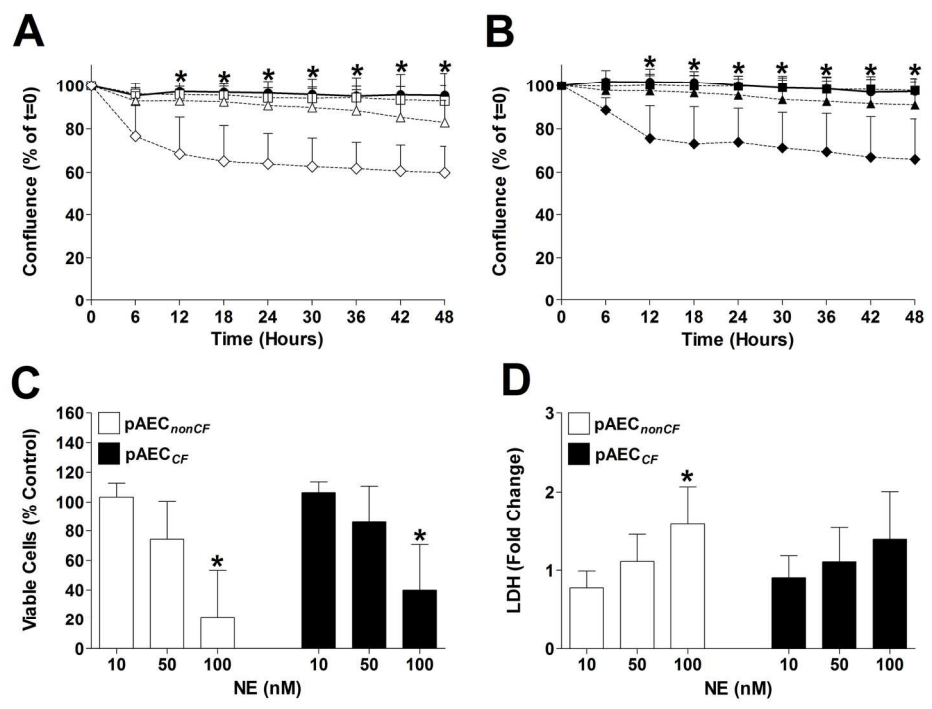 A
* * * * * * *
Confluence (% of t=0)
100
80
60
40
20
0
0 6 12 18 24 30 36 42 48
Time (Hours)
B
* * * * * * *
Confluence (% of t=0)
100
80
60
40
20
0
0 6 12 18 24 30 36 42 48
Time (Hours)
C
pAECnonCF
pAECCF
Viable Cells (% Control)
160
140
120
100
80
60
40
20
0
* *
10 50 100 10 50 100
NE (nM)
D
pAECnonCF
pAECCF
LDH (Fold Change)
3
2
1
0
*
10 50 100 10 50 100
NE (nM)